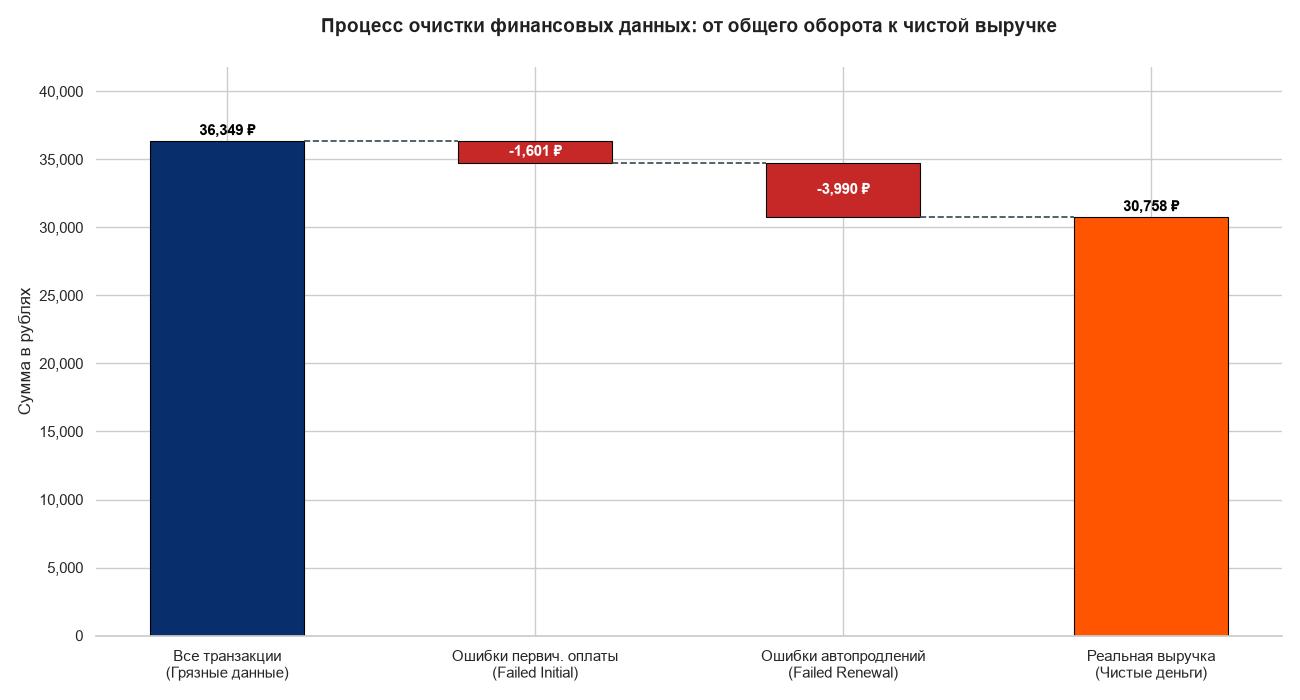 Процесс очистки финансовых данных: от общего оборота к чистой выручке
Сумма в рублях
40,000
35,000
30,000
25,000
20,000
15,000
10,000
5,000
0
36,349 ₽
-1,601 ₽
-3,990 ₽
30,758 ₽
Все транзакции
(Грязные данные)
Ошибки первич. оплаты
(Failed Initial)
Ошибки автопродлений
(Failed Renewal)
Реальная выручка
(Чистые деньги)